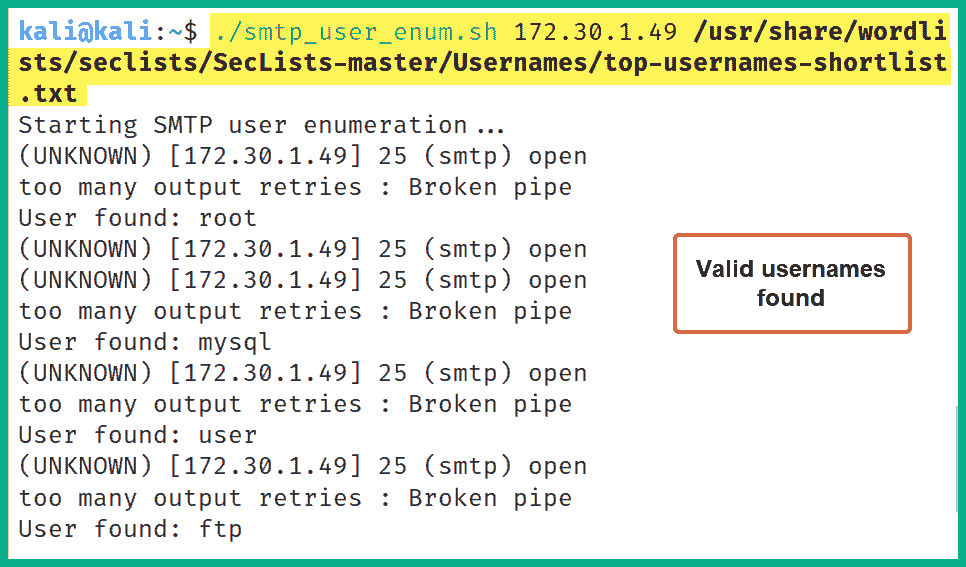 kali@kali:~$ ./smtp_user_enum.sh 172.30.1.49 /usr/share/wordli
sts/seclists/SecLists-master/Usernames/top-usernames-shortlist
.txt
Starting SMTP user enumeration...
(UNKNOWN) [172.30.1.49] 25 (smtp) open
too many output retries : Broken pipe
User found: root
(UNKNOWN) [172.30.1.49] 25 (smtp) open
(UNKNOWN) [172.30.1.49] 25 (smtp) open
too many output retries : Broken pipe
User found: mysql
(UNKNOWN) [172.30.1.49] 25 (smtp) open
too many output retries : Broken pipe
User found: user
(UNKNOWN) [172.30.1.49] 25 (smtp) open
too many output retries : Broken pipe
User found: ftp
Valid usernames
found